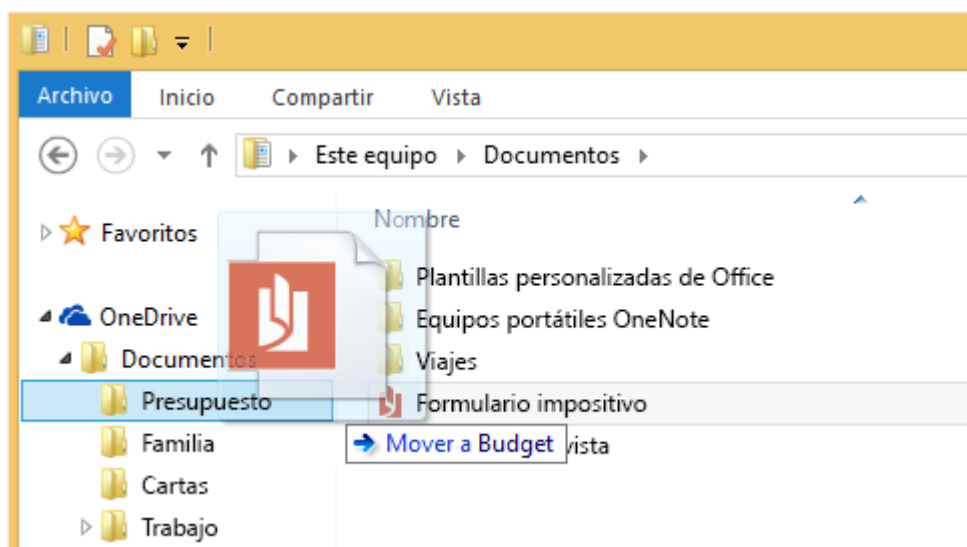 Archivo Inicio Compartir Vista
Este equipo Documentos
Nombre
Favoritos
Plantillas personalizadas de Office
OneDrive
Equipos portátiles OneNote
Documentos
Viajes
Presupuesto
Formulario impositivo
Familia
Mover a Budget
vista
Cartas
Trabajo